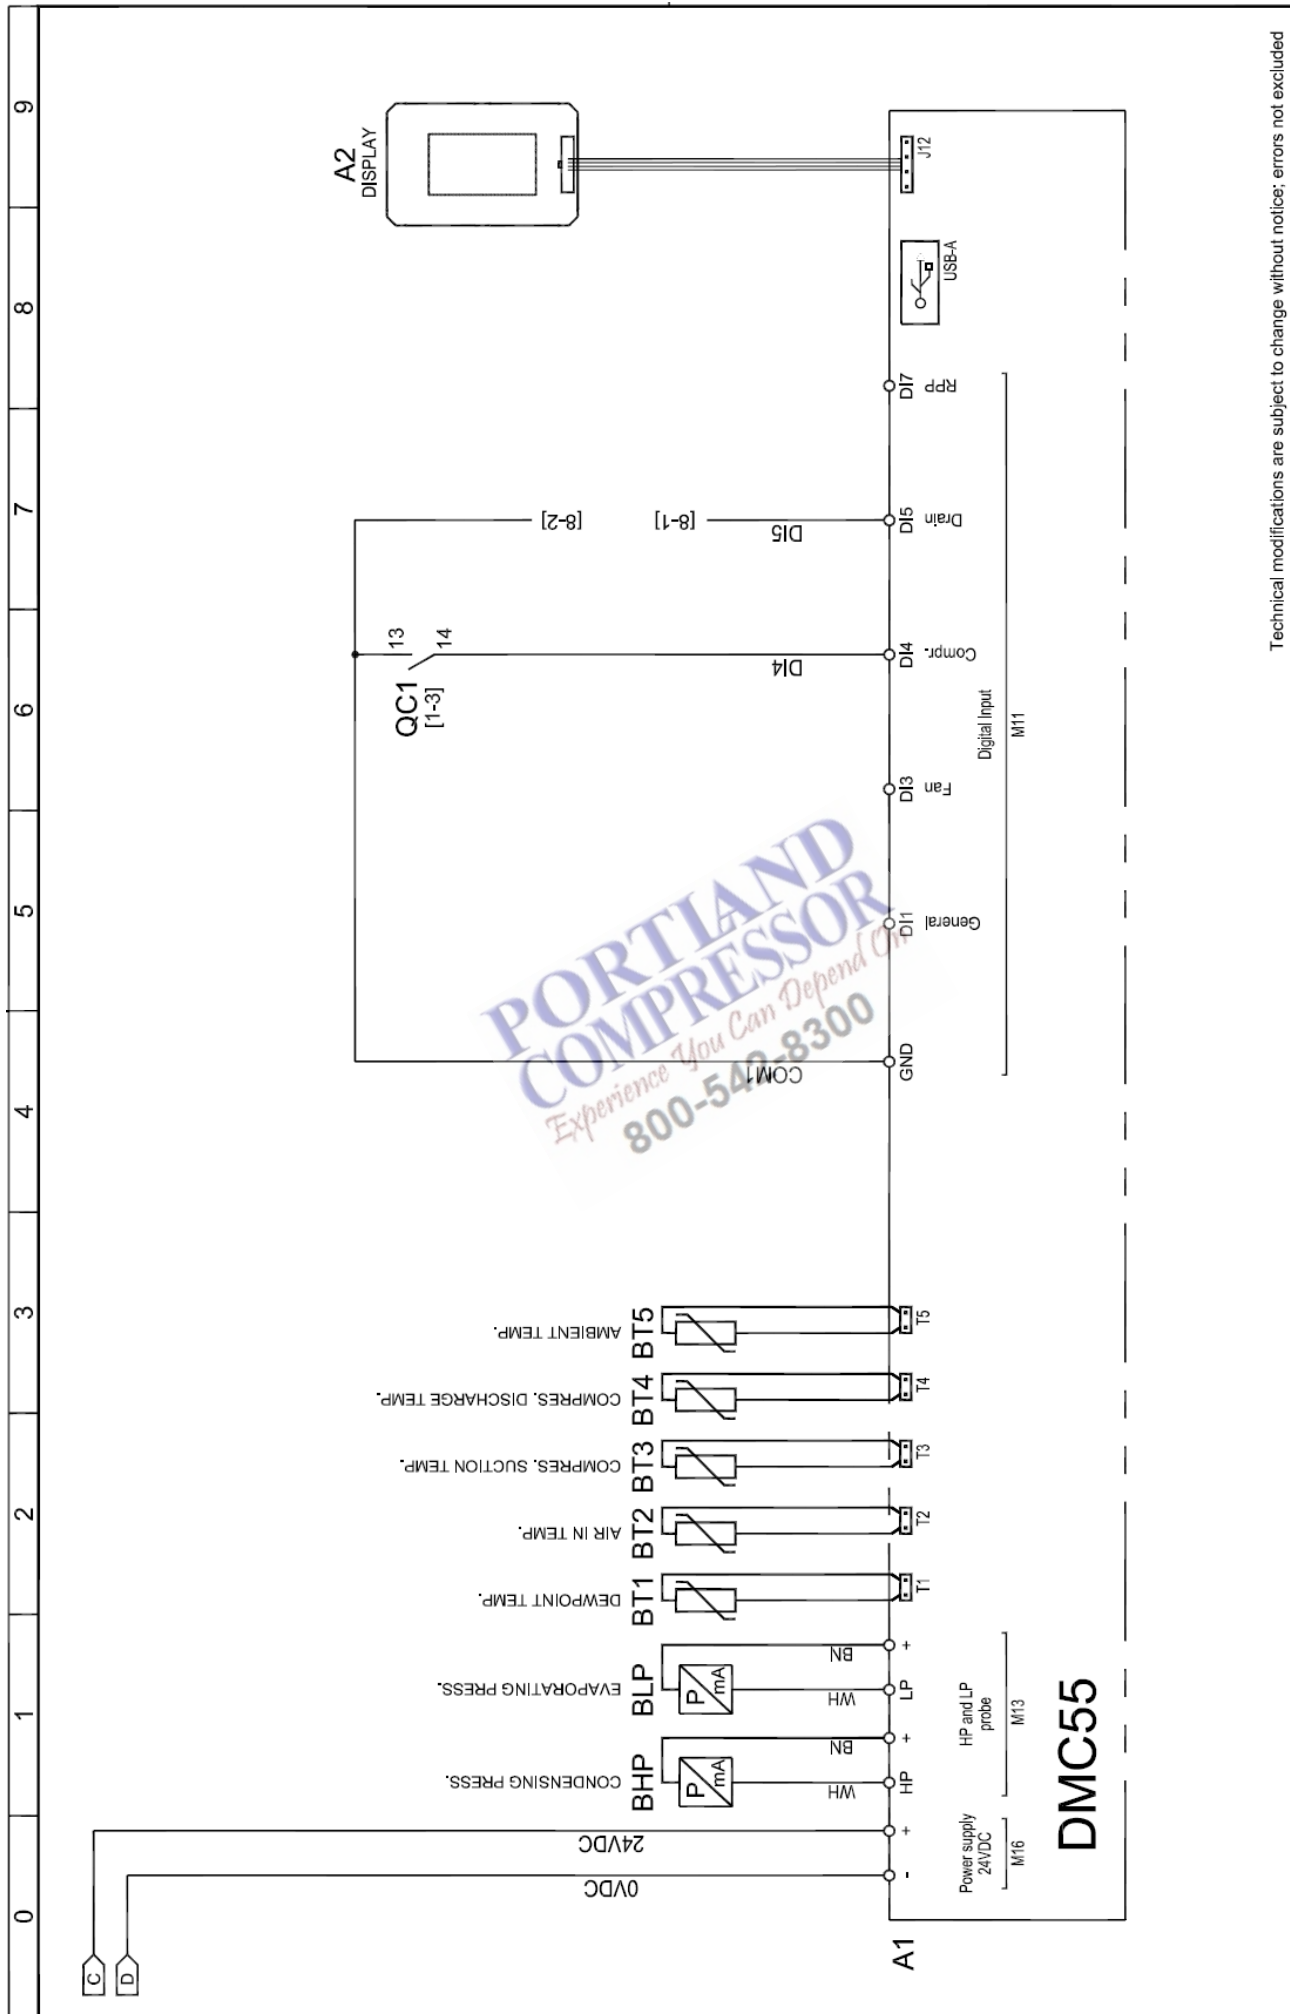 0 1 2 3 4 5 6 7 8 9
C
D
0VDC
24VDC
CONDENSING PRESS.
BHP
P
mA
WH
BN
EVAPORATING PRESS.
BLP
P
mA
WH
BN
DEWPOINT TEMP.
BT1
AIR IN TEMP.
BT2
COMPRES. SUCTION TEMP.
BT3
COMPRES. DISCHARGE TEMP.
BT4
AMBIENT TEMP.
BT5
COM1
QC1
[1-3]
13
14
DI4
[8-2]
[8-1]
DI5
A2
DISPLAY
A1
- + HP + LP + T1 T2 T3 T4 T5 GND DI1 DI3 DI4 DI5 DI7 USB-A J12
General
Fan
Compr.
Drain
RPP
Power supply
24VDC
M16
HP and LP
probe
M13
Digital Input
M11
DMC55
PORTLAND
COMPRESSOR
Experience You Can Depend On
800-542-8300
Technical modifications are subject to change without notice; errors not excluded